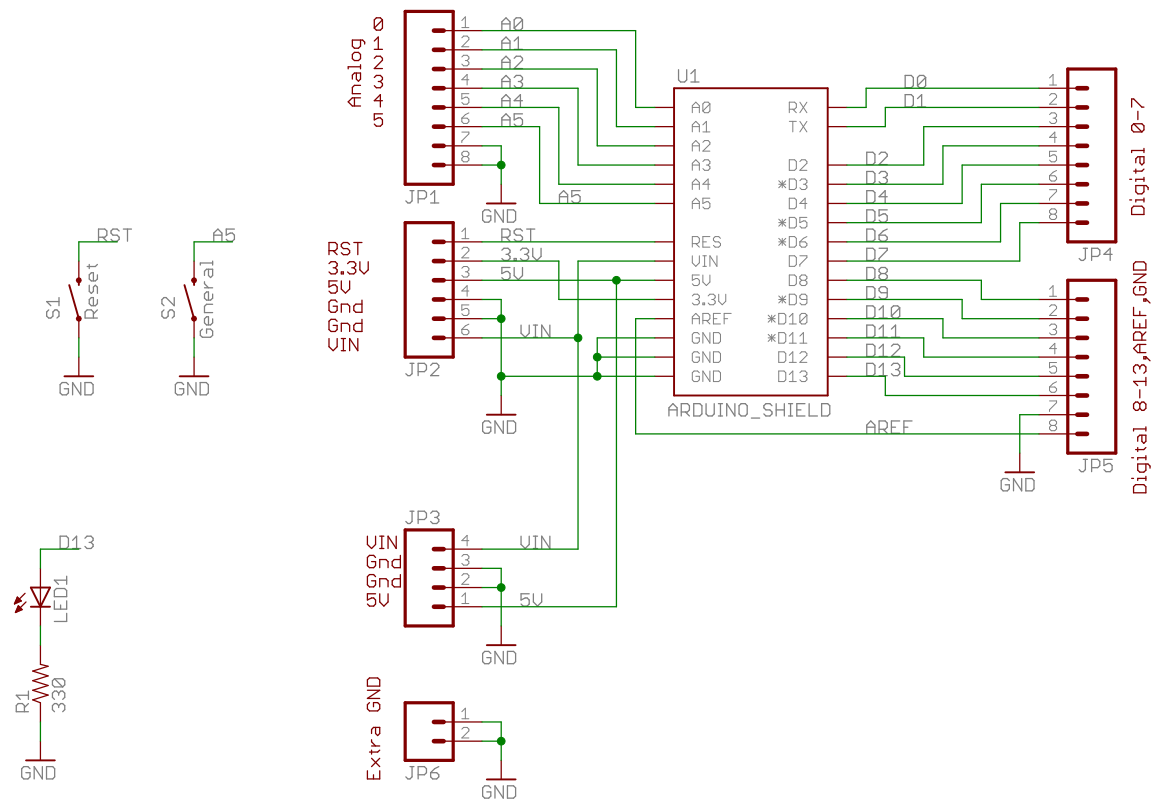 Analog
0
1
2
3
4
5
1 A0
2 A1
3 A2
4 A3
5 A4
6 A5
7
8
JP1
GND
A5
RST
3.3V
5V
Gnd
Gnd
VIN
1 RST
2 3.3V
3 5V
4
5
6 VIN
JP2
GND
U1
A0 RX
A1 TX
A2
A3 D2
A4 *D3
A5 D4
*D5
RES *D6
VIN D7
5V D8
3.3V *D9
AREF *D10
GND *D11
GND D12
GND D13
ARDUINO_SHIELD
D0
D1
D2
D3
D4
D5
D6
D7
D8
D9
D10
D11
D12
D13
AREF
1
2
3
4
5
6
7
8
JP4
Digital 0-7
1
2
3
4
5
6
7
8
JP5
Digital 8-13,AREF,GND
GND
RST
S1
Reset
GND
A5
S2
General
GND
D13
LED1
R1
330
GND
JP3
VIN
Gnd
Gnd
5V
4 VIN
3
2
1 5V
GND
Extra GND
1
2
JP6
GND